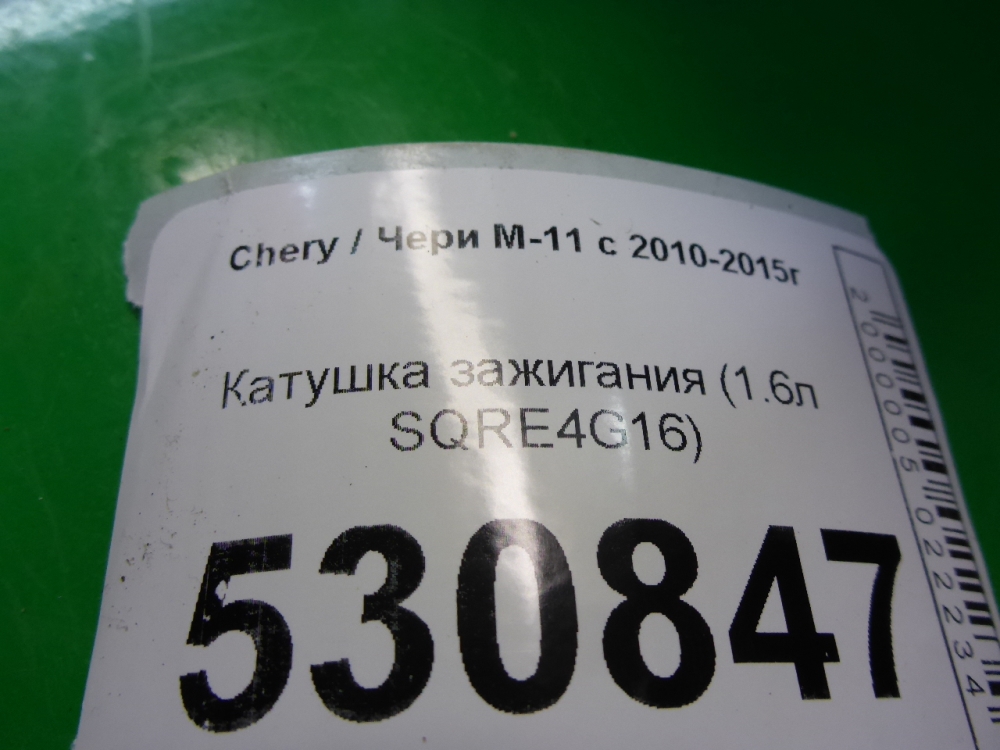 Chery / Чери М-11 с 2010-2015г
Катушка зажигания (1.6л
SQRE4G16)
530847
2000005022234